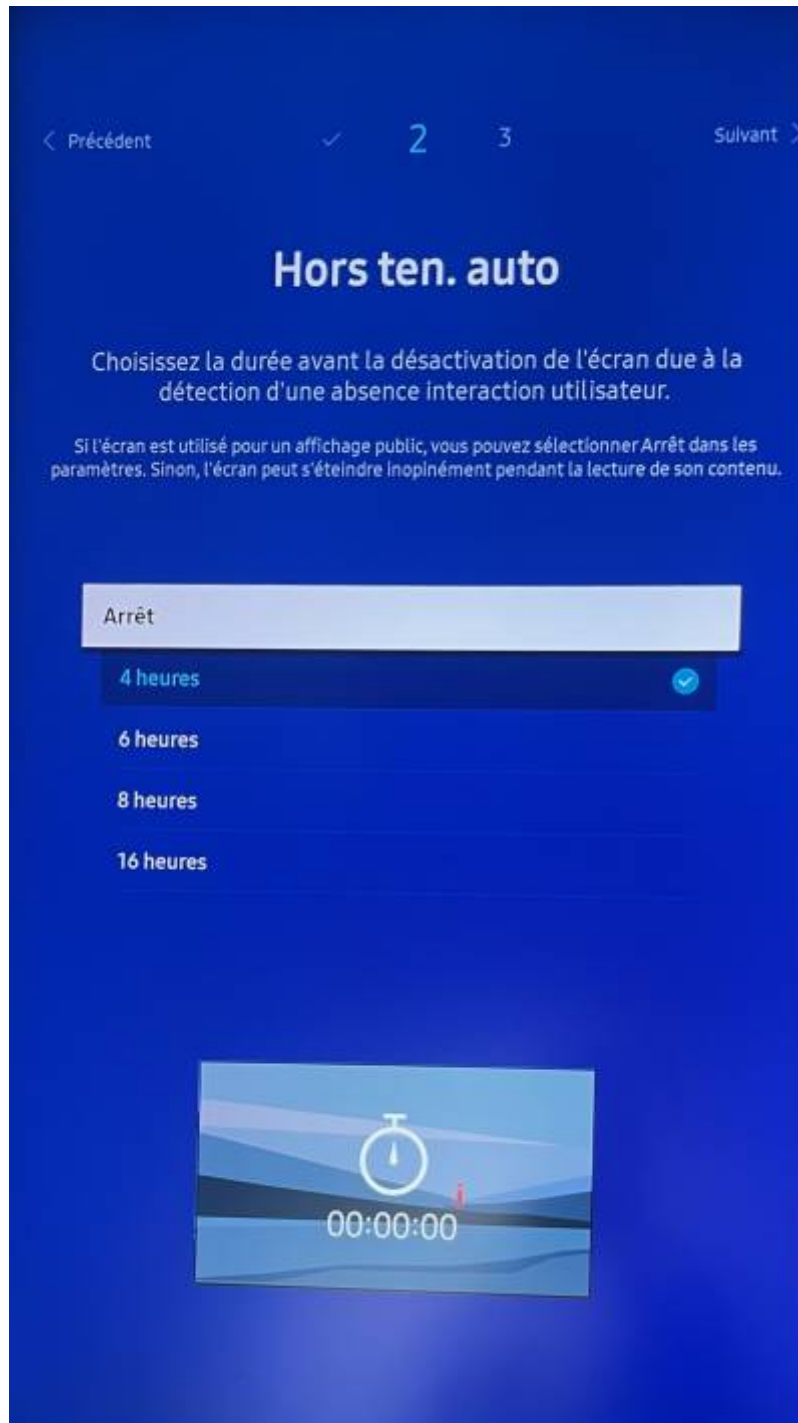 Précédent
2
3
Suivant
Hors ten. auto
Choisissez la durée avant la désactivation de l'écran due à la
détection d'une absence interaction utilisateur.
Si l'écran est utilisé pour un affichage public, vous pouvez sélectionner Arrêt dans les
paramètres. Sinon, l'écran peut s'éteindre inopinément pendant la lecture de son contenu.
Arrêt
4 heures
6 heures
8 heures
16 heures
i
00:00:00